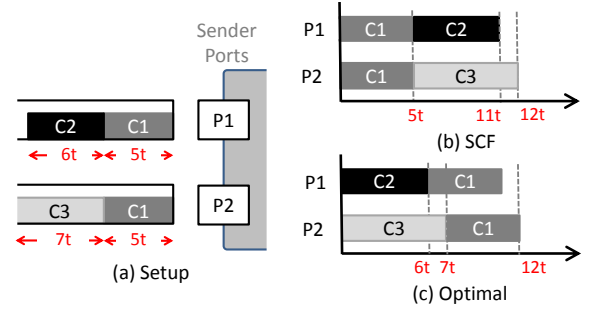 Sender
Ports
C2 C1
6t 5t
P1
C3 C1
7t 5t
P2
(a) Setup
P1 C1 C2
P2 C1 C3
5t 11t 12t
(b) SCF
P1 C2 C1
P2 C3 C1
6t 7t 12t
(c) Optimal